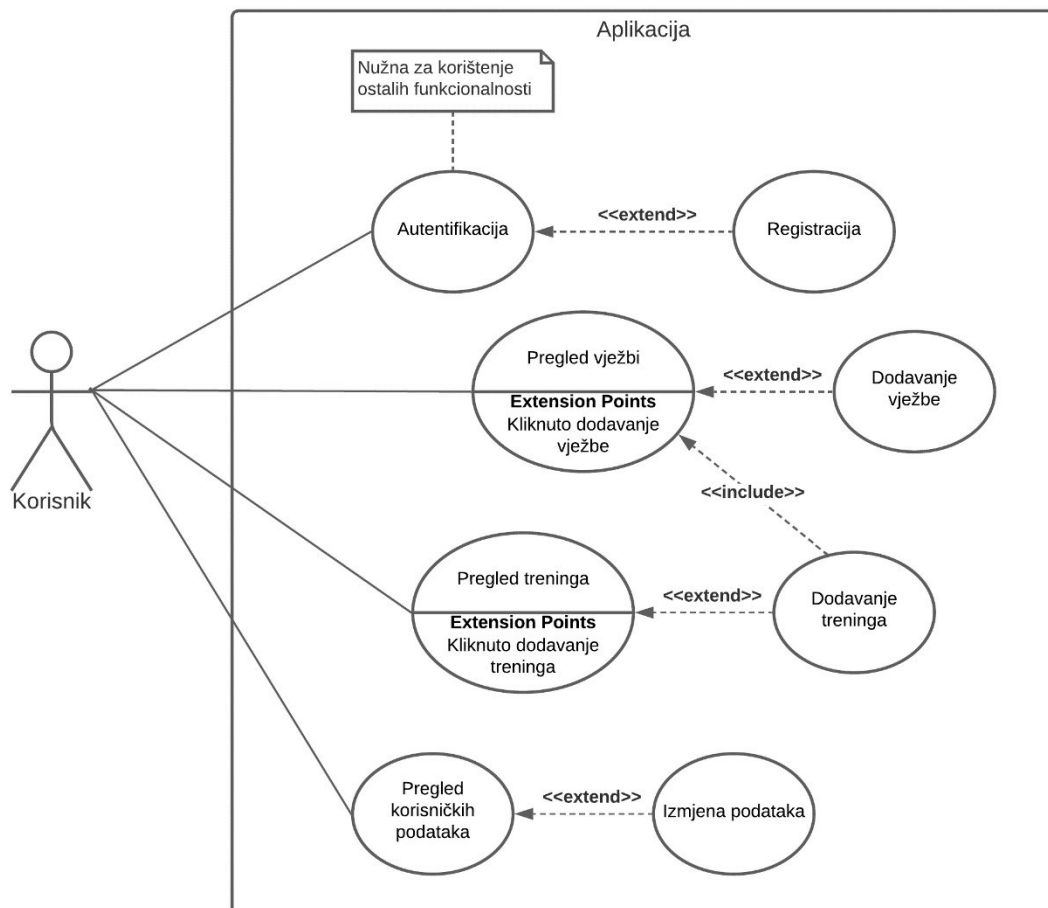 Aplikacija
Nužna za korištenje
ostalih funkcionalnosti
Autentifikacija
<<extend>>
Registracija
Pregled vježbi
Extension Points
Kliknuto dodavanje
vježbe
<<extend>>
Dodavanje
vježbe
Korisnik
<<include>>
Pregled treninga
Extension Points
Kliknuto dodavanje
treninga
<<extend>>
Dodavanje
treninga
Pregled
korisničkih
podataka
<<extend>>
Izmjena podataka